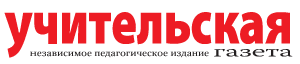 учительская
независимое педагогическое издание газета